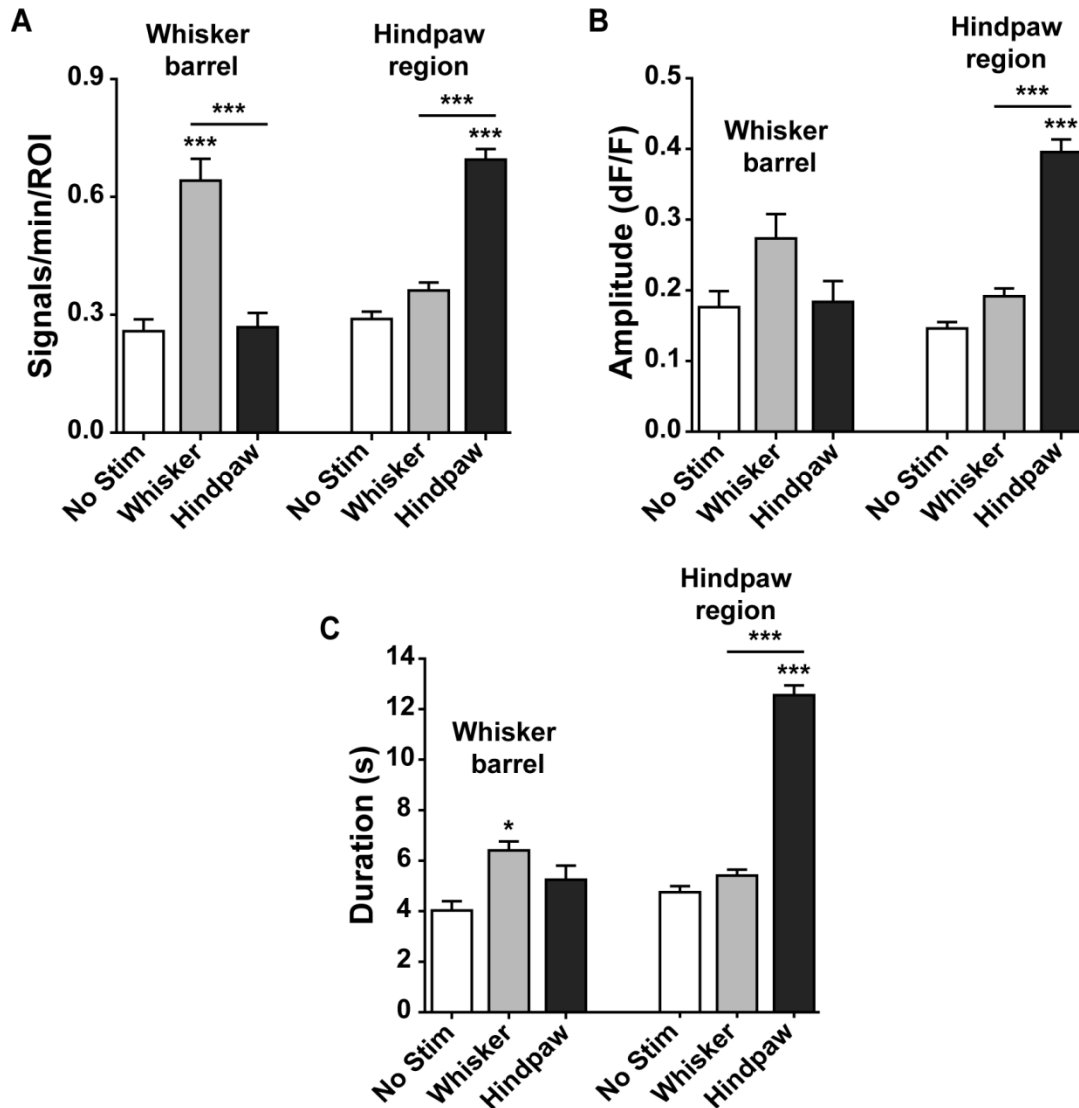 A
Whisker
barrel
Hindpaw
region
***
***
***
***
Signals/min/ROI
0.9
0.6
0.3
0.0
No Stim
Whisker
Hindpaw
No Stim
Whisker
Hindpaw
B
Hindpaw
region
Whisker
barrel
***
***
Amplitude (dF/F)
0.5
0.4
0.3
0.2
0.1
0.0
No Stim
Whisker
Hindpaw
No Stim
Whisker
Hindpaw
C
Hindpaw
region
Whisker
barrel
***
***
*
Duration (s)
14
12
10
8
6
4
2
0
No Stim
Whisker
Hindpaw
No Stim
Whisker
Hindpaw